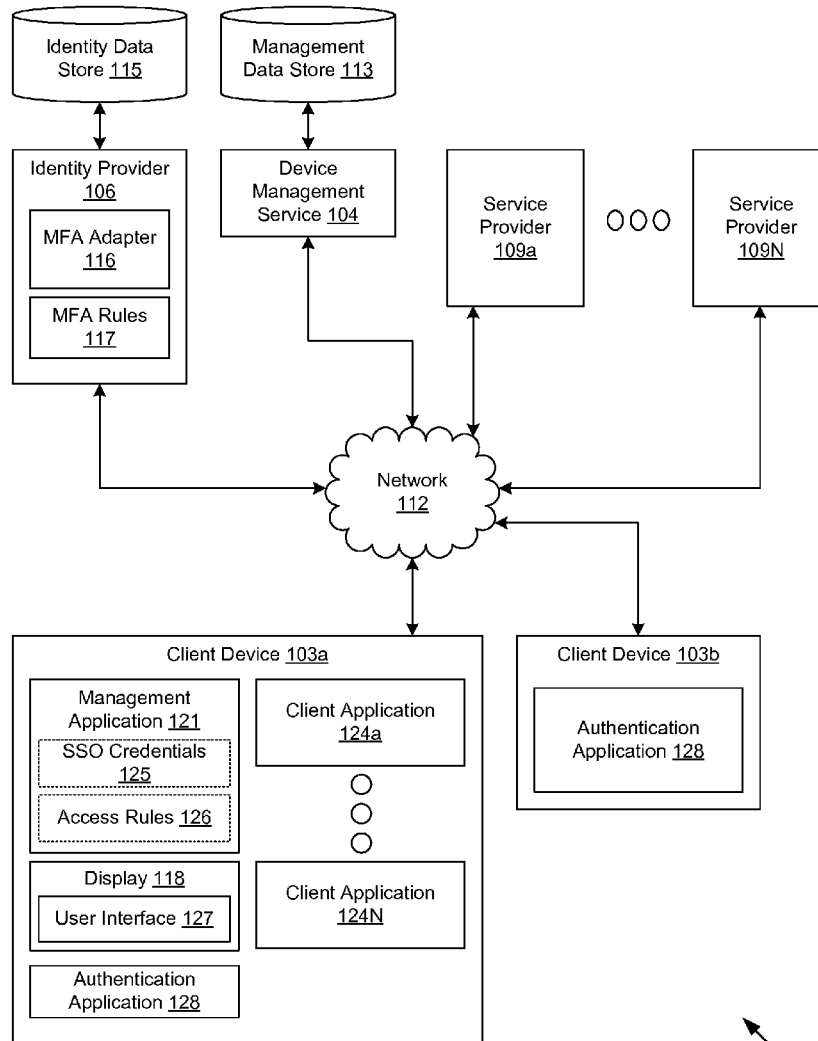 Identity Data
Store 115
Management
Data Store 113
Identity Provider
106
MFA Adapter
116
MFA Rules
117
Device
Management
Service 104
Service
Provider
109a
Service
Provider
109N
Network
112
Client Device 103a
Management
Application 121
SSO Credentials
125
Access Rules 126
Display 118
User Interface 127
Authentication
Application 128
Client Application
124a
Client Application
124N
Client Device 103b
Authentication
Application 128